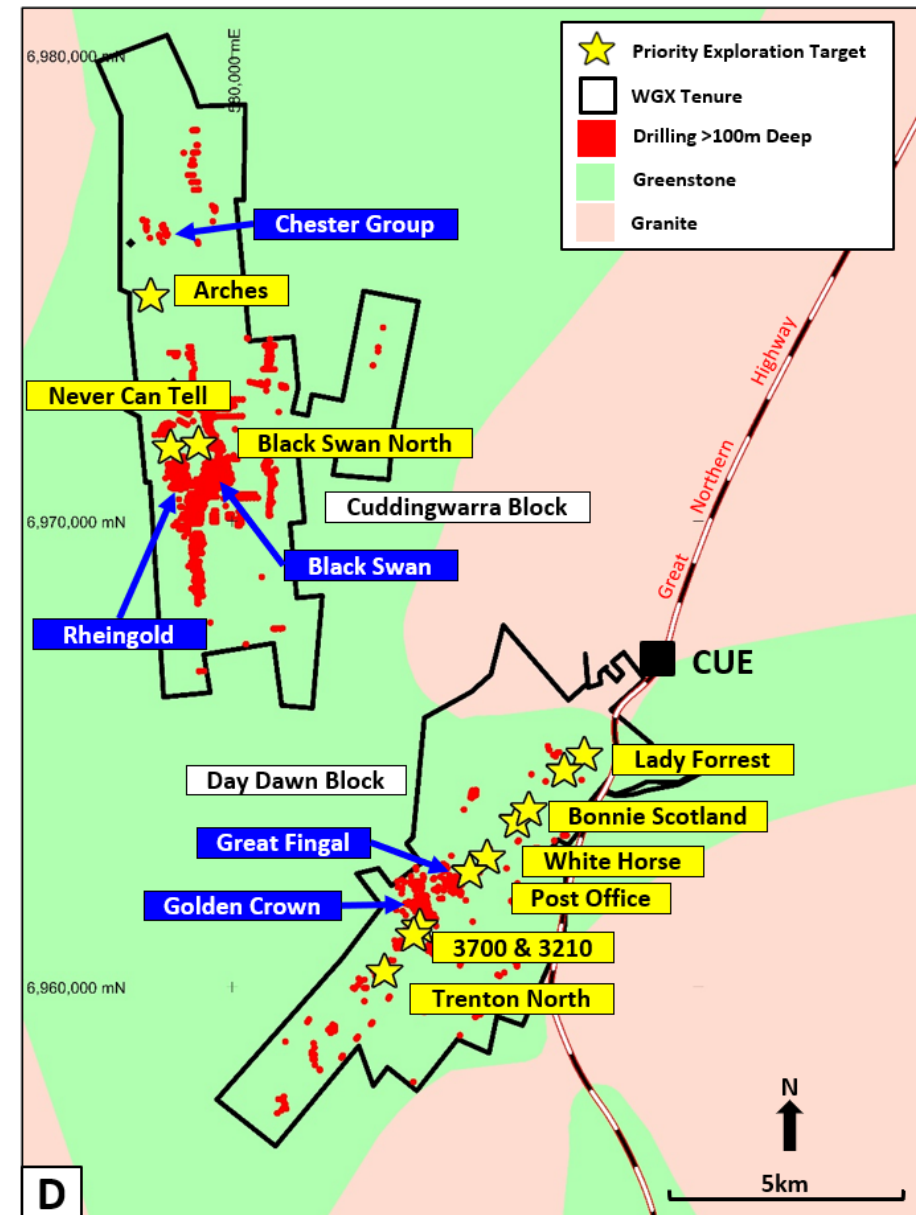 6,980,000 mN
580,000 mE
Priority Exploration Target
WGX Tenure
Drilling >100m Deep
Greenstone
Granite
Chester Group
Arches
Never Can Tell
Black Swan North
Cuddingwarra Block
6,970,000 mN
Black Swan
Rheingold
Great Northern Highway
CUE
Day Dawn Block
Lady Forrest
Bonnie Scotland
Great Fingal
White Horse
Post Office
Golden Crown
3700 & 3210
6,960,000 mN
Trenton North
N
5km
D